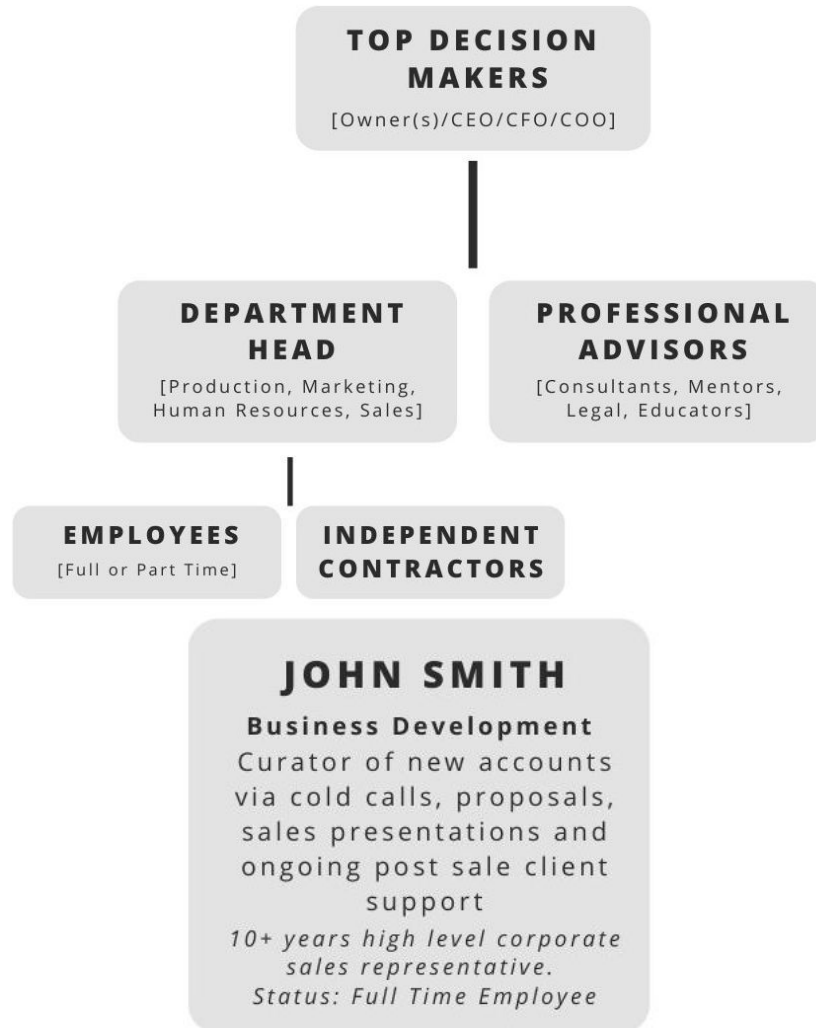 TOP DECISION
MAKERS
[Owner(s)/CEO/CFO/COO]
DEPARTMENT
HEAD
[Production, Marketing,
Human Resources, Sales]
PROFESSIONAL
ADVISORS
[Consultants, Mentors,
Legal, Educators]
EMPLOYEES
[Full or Part Time]
INDEPENDENT
CONTRACTORS
JOHN SMITH
Business Development
Curator of new accounts
via cold calls, proposals,
sales presentations and
ongoing post sale client
support
10+ years high level corporate
sales representative.
Status: Full Time Employee